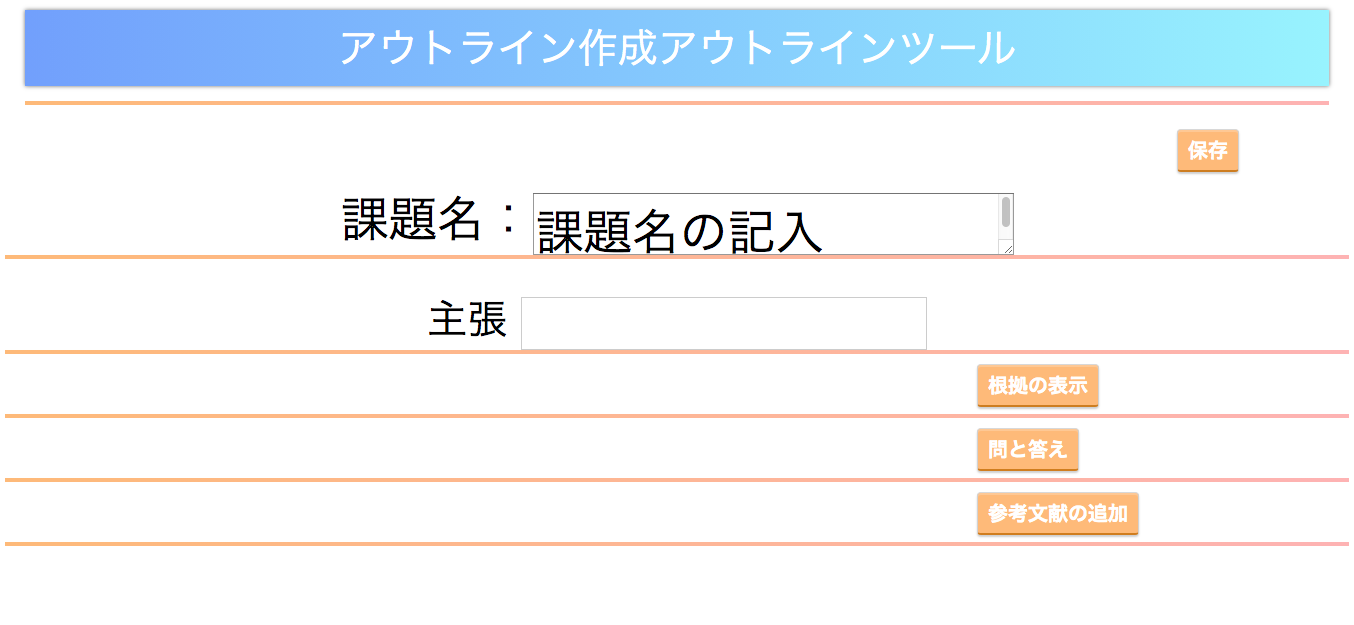 アウトライン作成アウトラインツール
保存
課題名：課題名の記入
主張
根拠の表示
問と答え
参考文献の追加